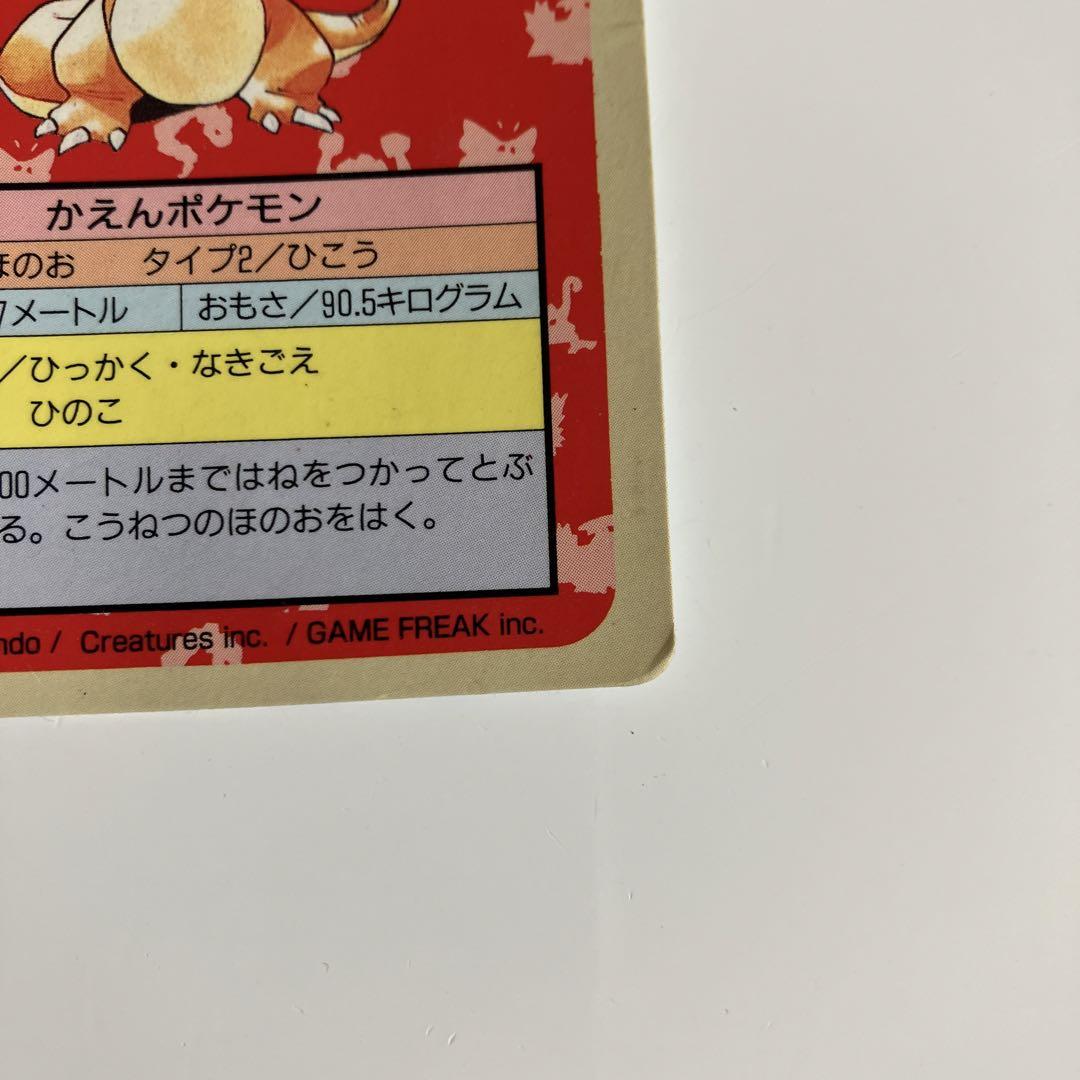 かえんポケモン
ほのお タイプ2／ひこう
7メートル おもさ／90.5キログラム
／ひっかく・なきごえ
ひのこ
00メートルまではねをつかってとぶ
る。こうねつのほのおをはく。
ndo / Creatures inc. / GAME FREAK inc.